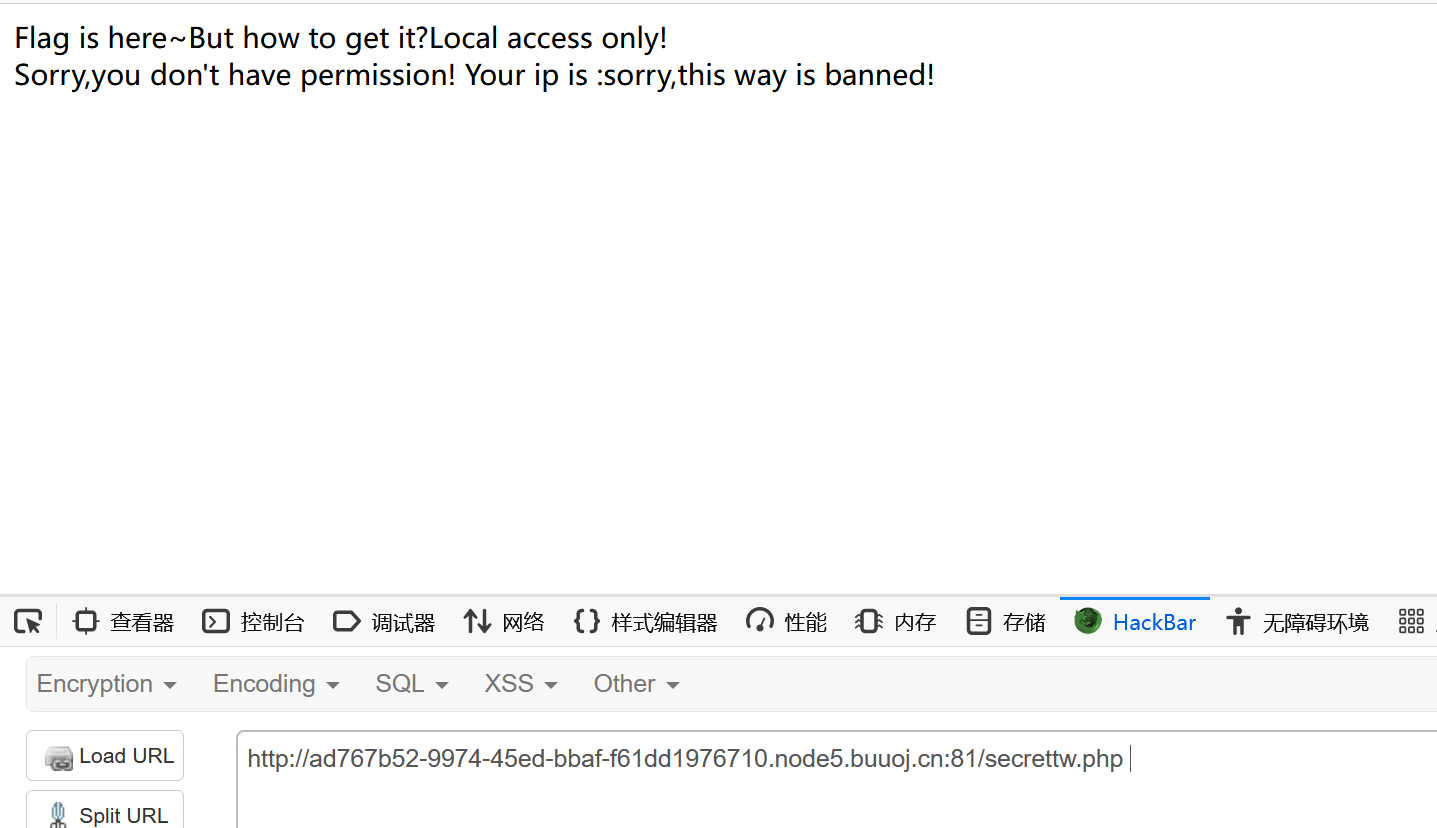 Flag is here~But how to get it?Local access only!
Sorry,you don't have permission! Your ip is :sorry,this way is banned!
查看器 控制台 调试器 网络 样式编辑器 性能 内存 存储 HackBar 无障碍环境
Encryption Encoding SQL XSS Other
Load URL http://ad767b52-9974-45ed-bbaf-f61dd1976710.node5.buuoj.cn:81/secrettw.php
Split URL